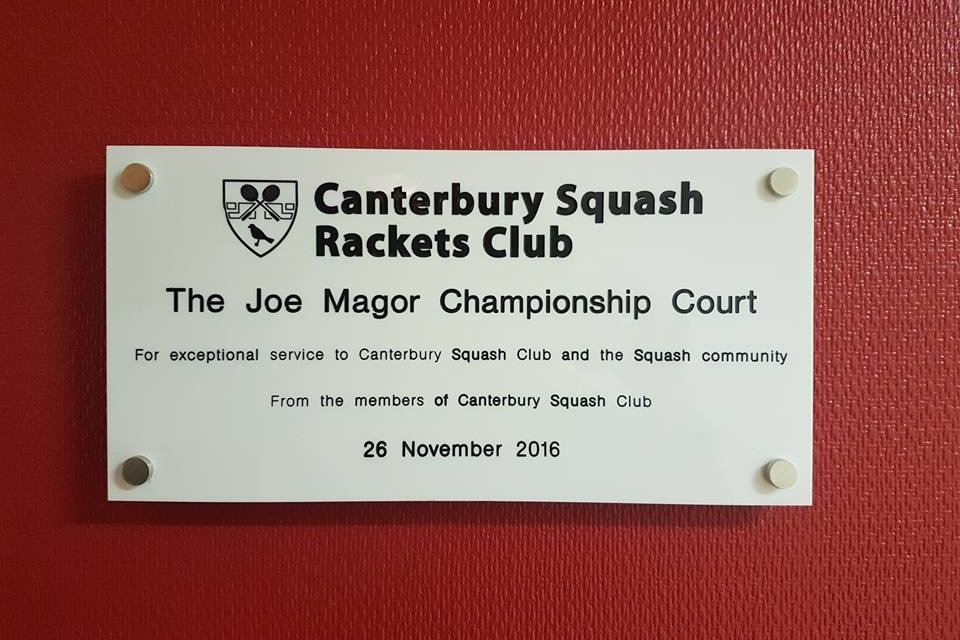 Canterbury Squash
Rackets Club
The Joe Magor Championship Court
For exceptional service to Canterbury Squash Club and the Squash community
From the members of Canterbury Squash Club
26 November 2016